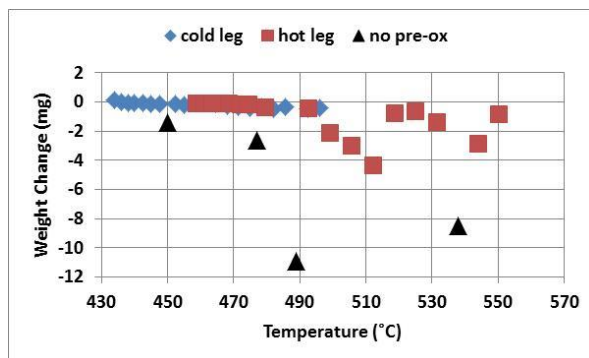 cold leg hot leg no pre-ox
2
0
-2
-4
-6
-8
-10
-12
Weight Change (mg)
430 450 470 490 510 530 550 570
Temperature (˚C)